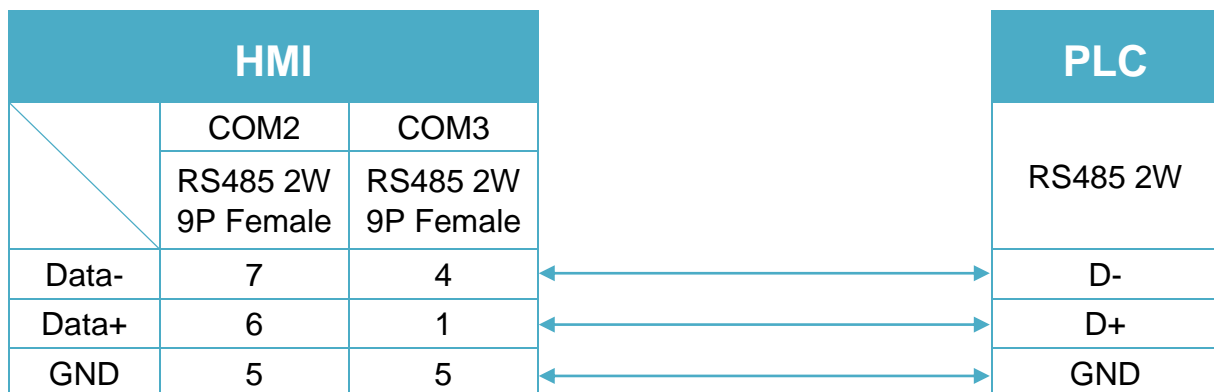 HMI
PLC
COM2 COM3
RS485 2W RS485 2W
9P Female 9P Female
RS485 2W
Data- 7 4 D-
Data+ 6 1 D+
GND 5 5 GND